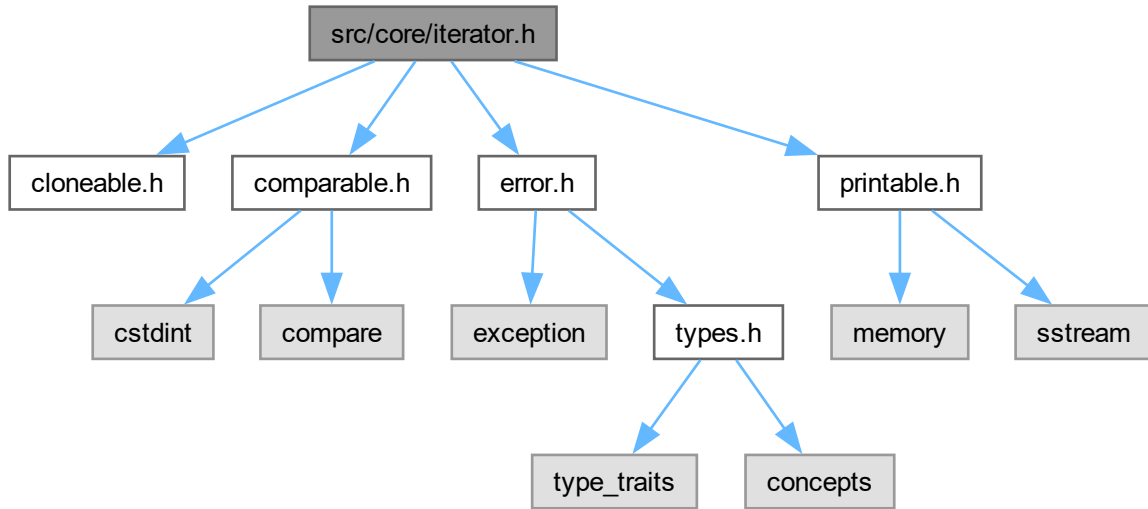 src/core/iterator.h
cloneable.h
comparable.h
error.h
printable.h
cstdint
compare
exception
types.h
memory
sstream
type_traits
concepts